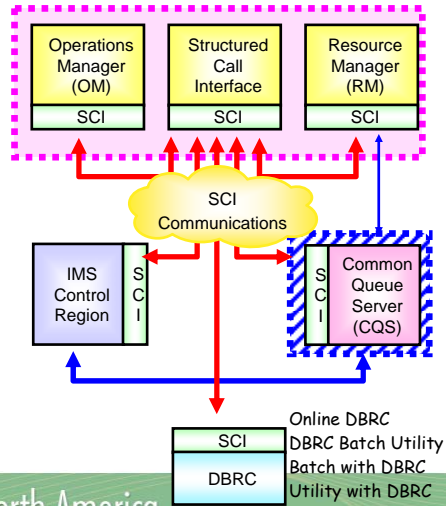 Operations
Manager
(OM)
SCI
Structured
Call
Interface
SCI
Resource
Manager
(RM)
SCI
SCI
Communications
IMS
Control
Region
S
C
I
S
C
I
Common
Queue
Server
(CQS)
SCI
DBRC
Online DBRC
DBRC Batch Utility
Batch with DBRC
Utility with DBRC
America